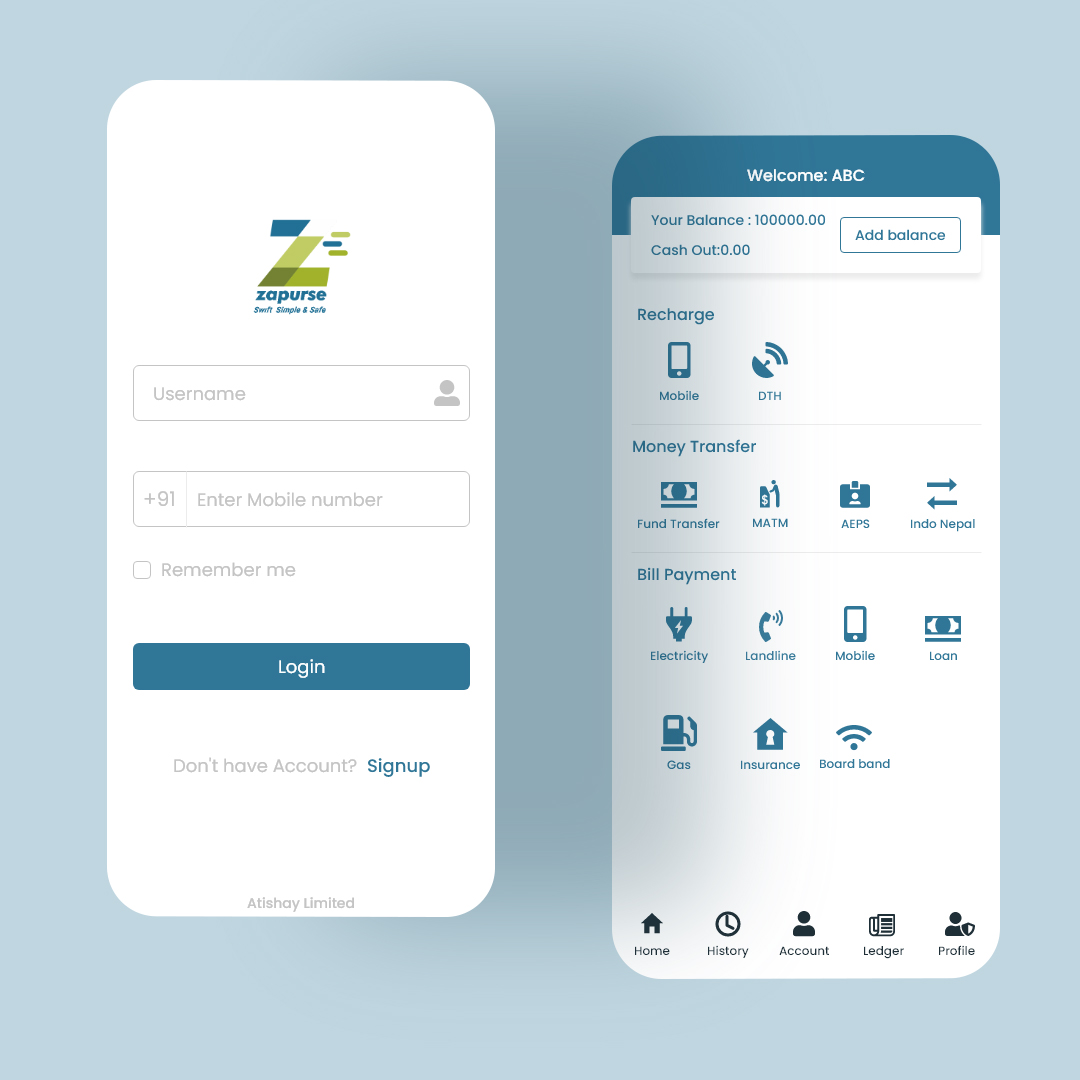 zapurse
Swift Simple & Safe
Username
+91 Enter Mobile number
Remember me
Login
Don't have Account? Signup
Atishay Limited
Welcome: ABC
Your Balance : 100000.00
Cash Out:0.00
Add balance
Recharge
Mobile DTH
Money Transfer
Fund Transfer MATM AEPS Indo Nepal
Bill Payment
Electricity Landline Mobile Loan
Gas Insurance Board band
Home History Account Ledger Profile